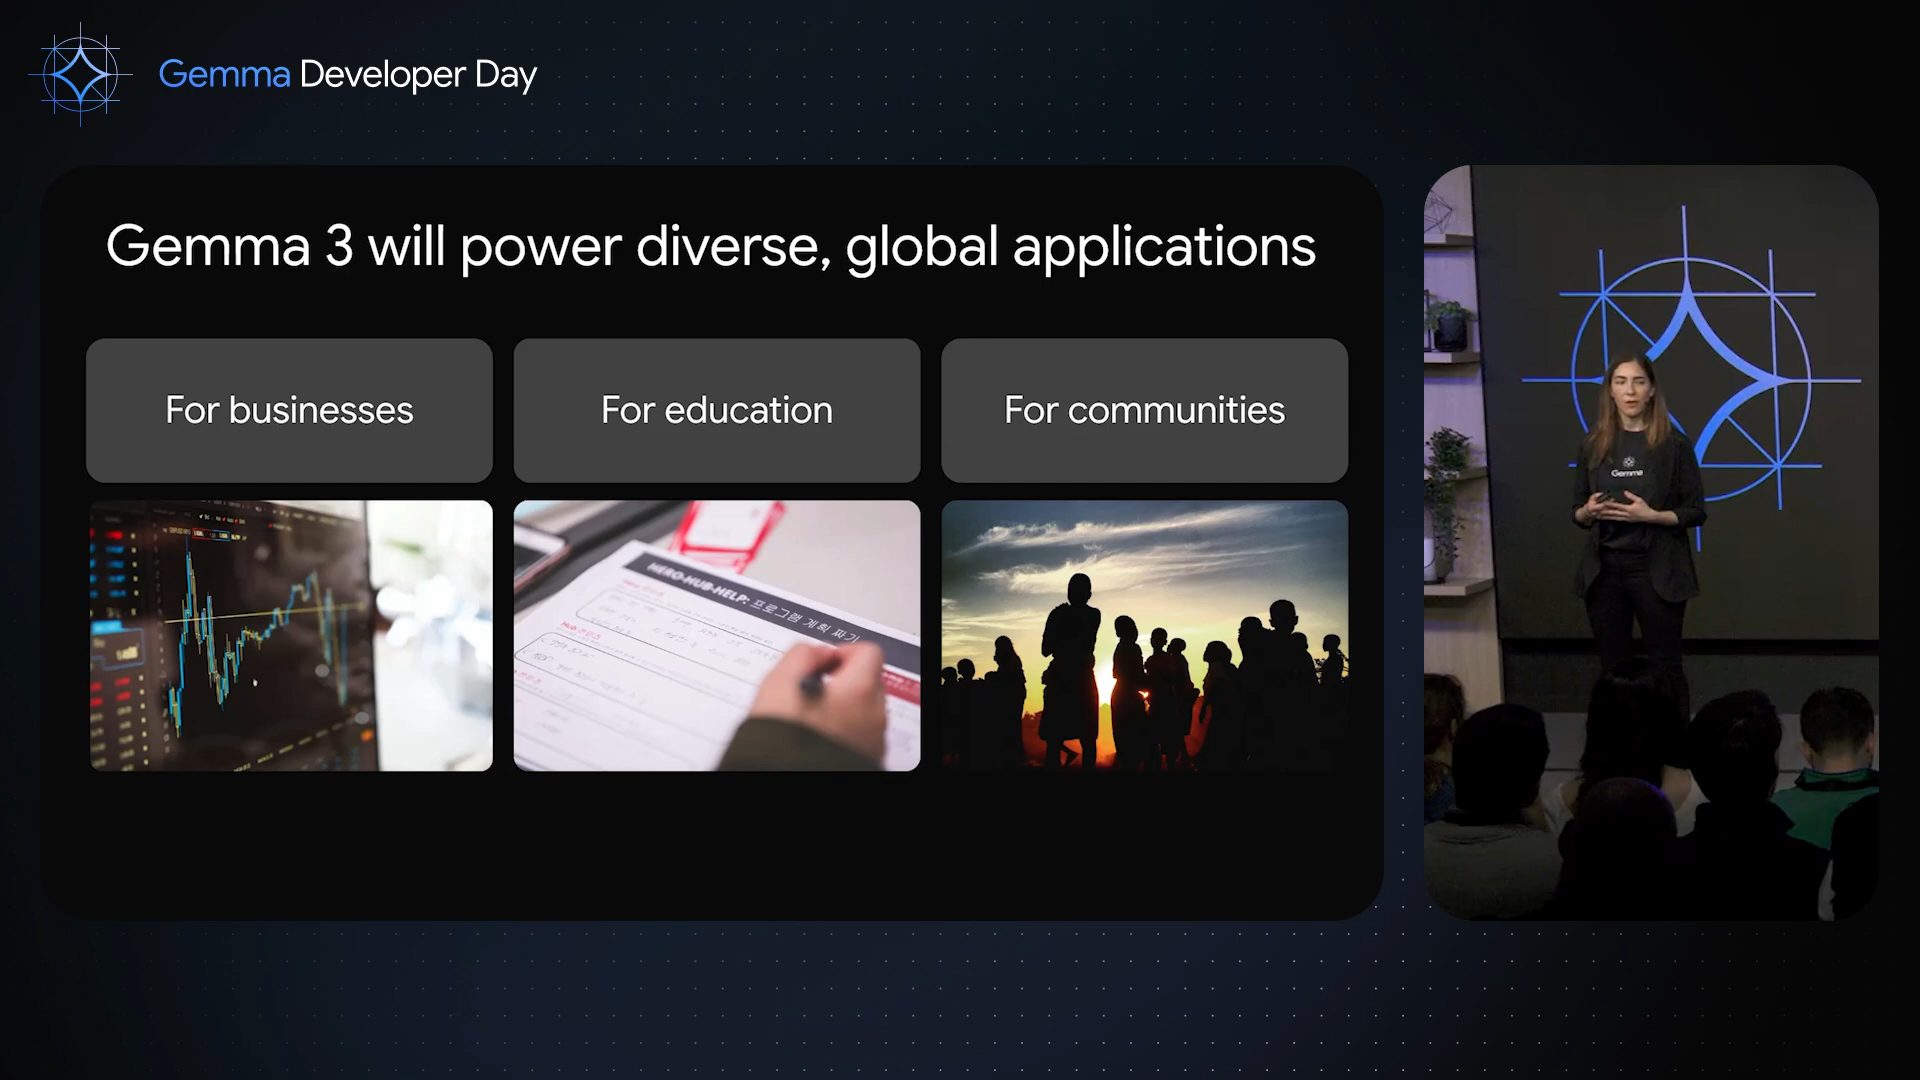 Gemma Developer Day
Gemma 3 will power diverse, global applications
For businesses
For education
For communities
HERO-HUB-HELP: 프로그램 계획 짜기
Gemma